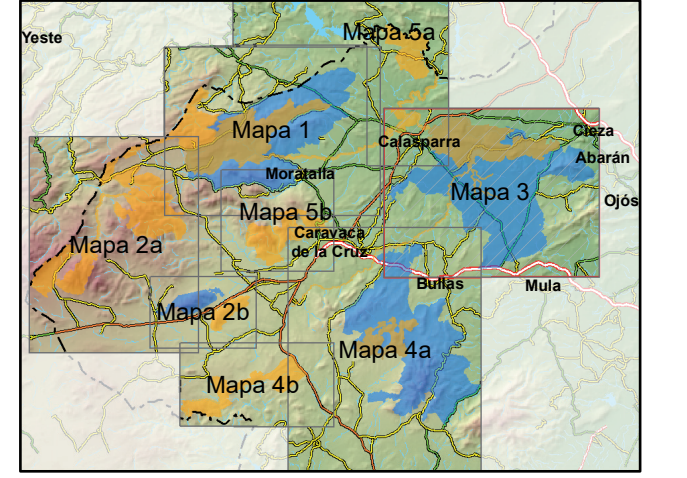 Mapa 5a
Yeste
Mapa 1
Cieza
Calasparra
Abarán
Moratalla
Mapa 3
Ojós
Mapa 5b
Caravaca
de la Cruz
Mapa 2a
Bullas
Mula
Mapa 2b
Mapa 4a
Mapa 4b